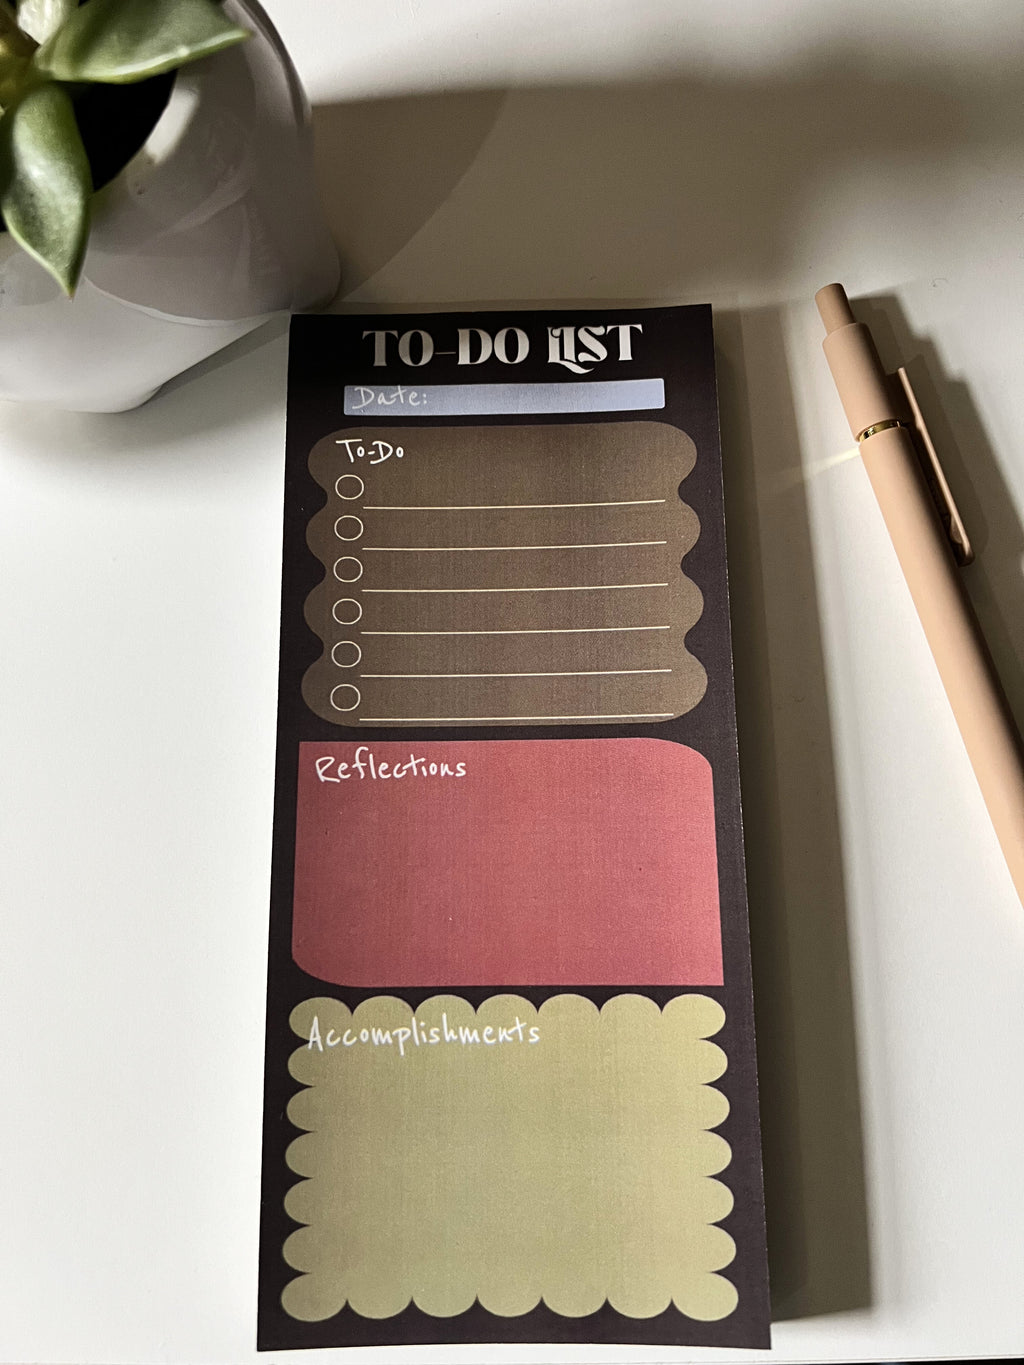 TO-DO LIST
Date:
To-Do
Reflections
Accomplishments